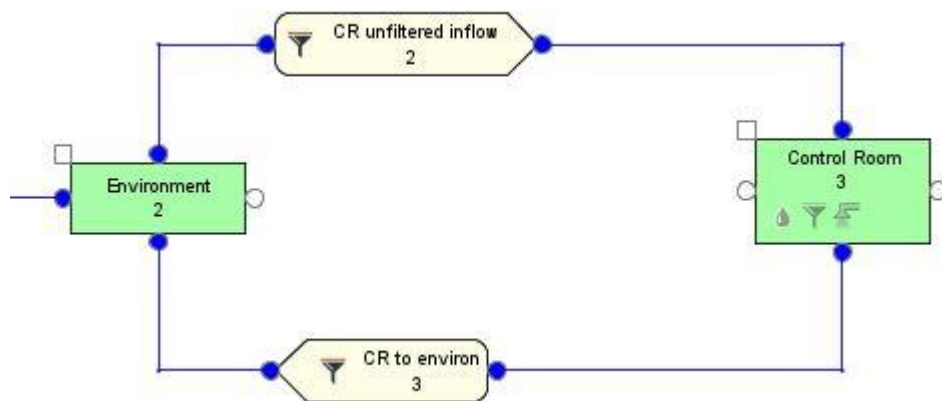 CR unfiltered inflow
2
Environment
2
Control Room
3
CR to environ
3